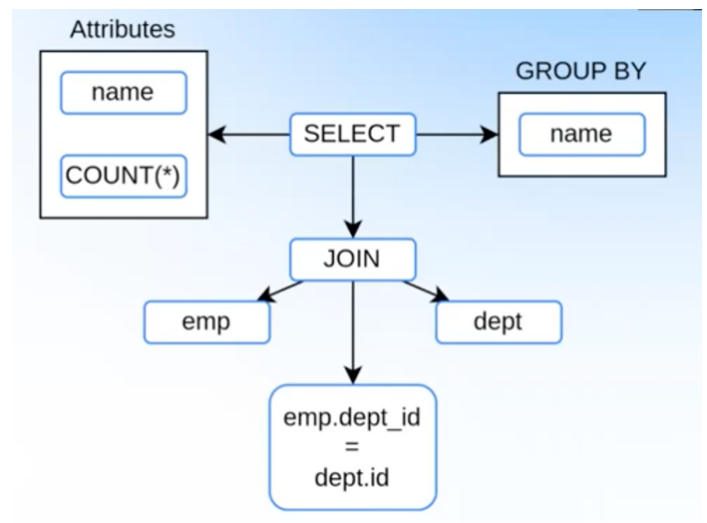 Attributes
name
COUNT(*)
SELECT
GROUP BY
name
JOIN
emp
dept
emp.dept_id
=
dept.id